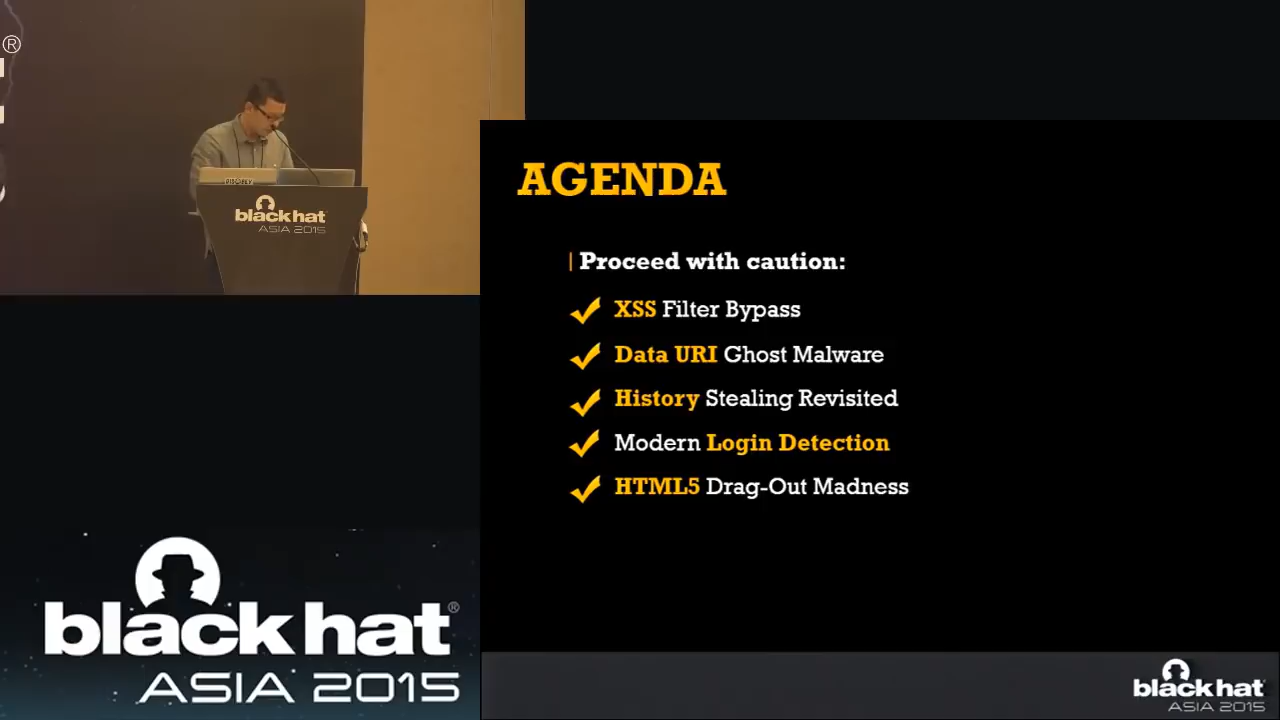 ®
black hat
ASIA 2015
AGENDA
| Proceed with caution:
XSS Filter Bypass
Data URI Ghost Malware
History Stealing Revisited
Modern Login Detection
HTML5 Drag-Out Madness
black hat®
ASIA 2015
black hat
ASIA 2015